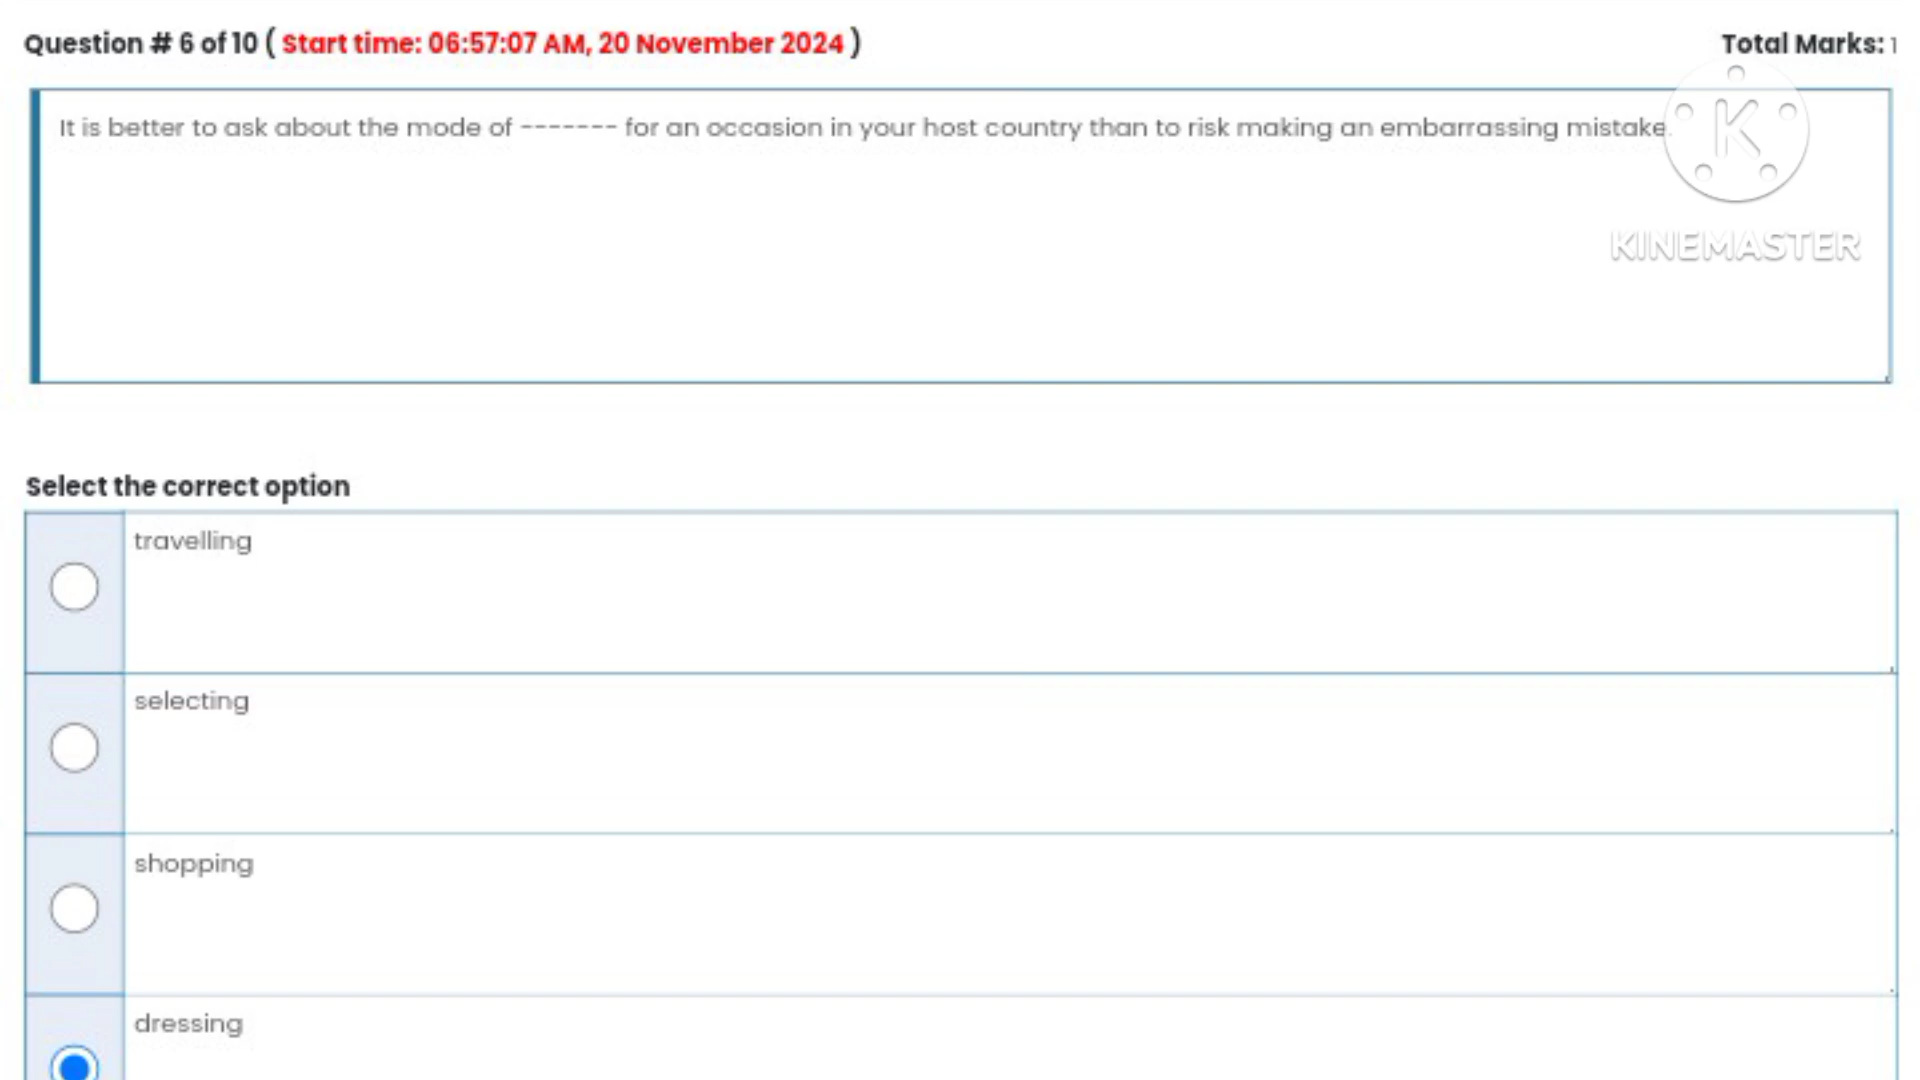 Question # 6 of 10 ( Start time: 06:57:07 AM, 20 November 2024 )
Total Marks: 1
It is better to ask about the mode of ------- for an occasion in your host country than to risk making an embarrassing mistake.
K
KINEMASTER
Select the correct option
travelling
selecting
shopping
dressing